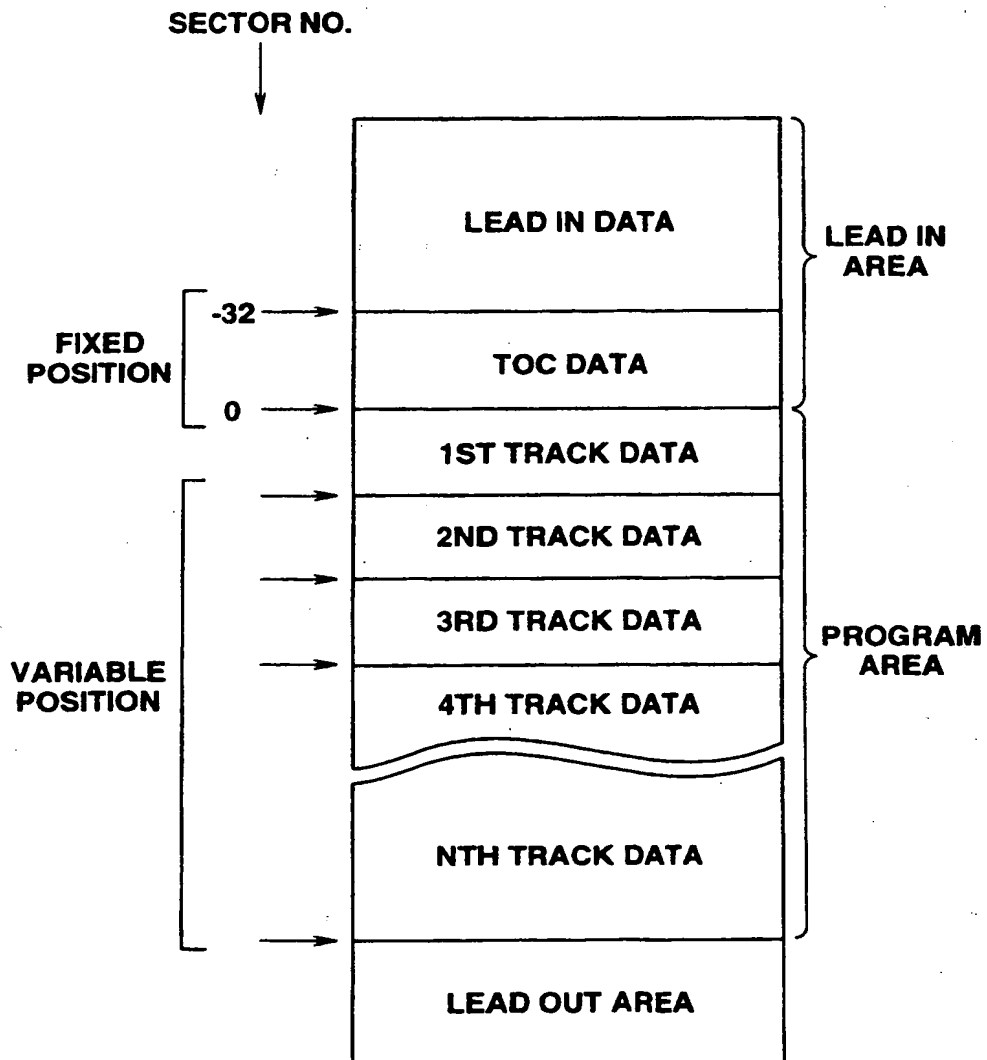 SECTOR NO.
LEAD IN DATA
LEAD IN
AREA
-32
FIXED
POSITION
TOC DATA
0
1ST TRACK DATA
2ND TRACK DATA
3RD TRACK DATA
PROGRAM
AREA
VARIABLE
POSITION
4TH TRACK DATA
NTH TRACK DATA
LEAD OUT AREA